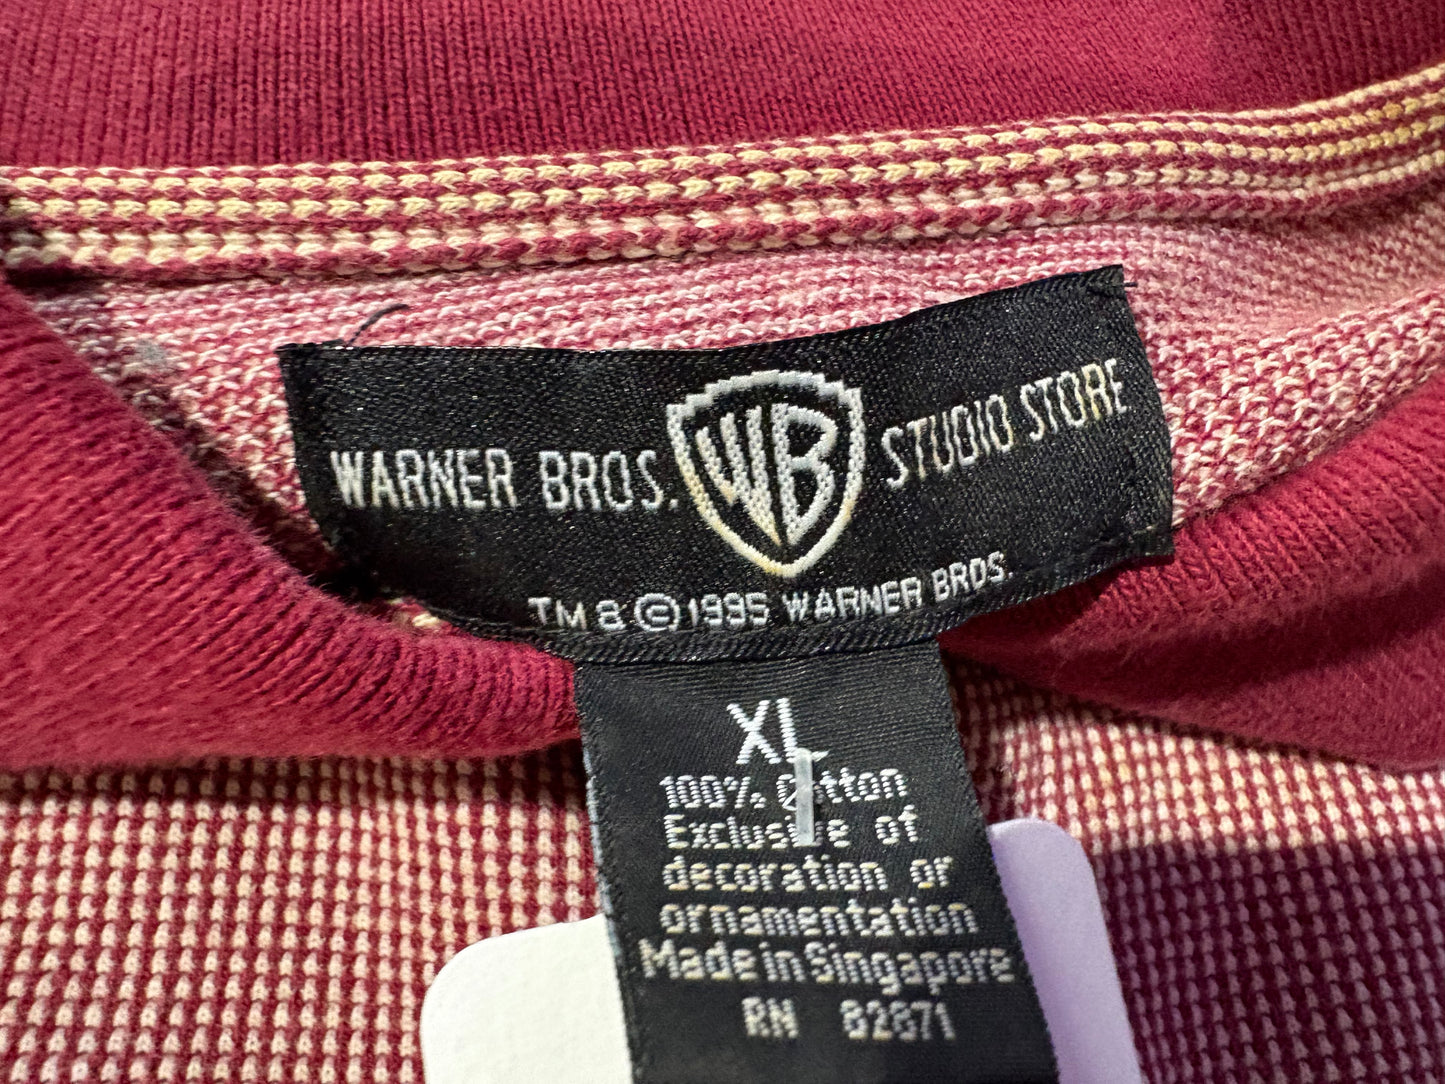 WARNER BROS. WB STUDIO STORE
TM & © 1995 WARNER BROS.
XL
100% Cotton
Exclusive of
decoration or
ornamentation
Made in Singapore
RN 82871